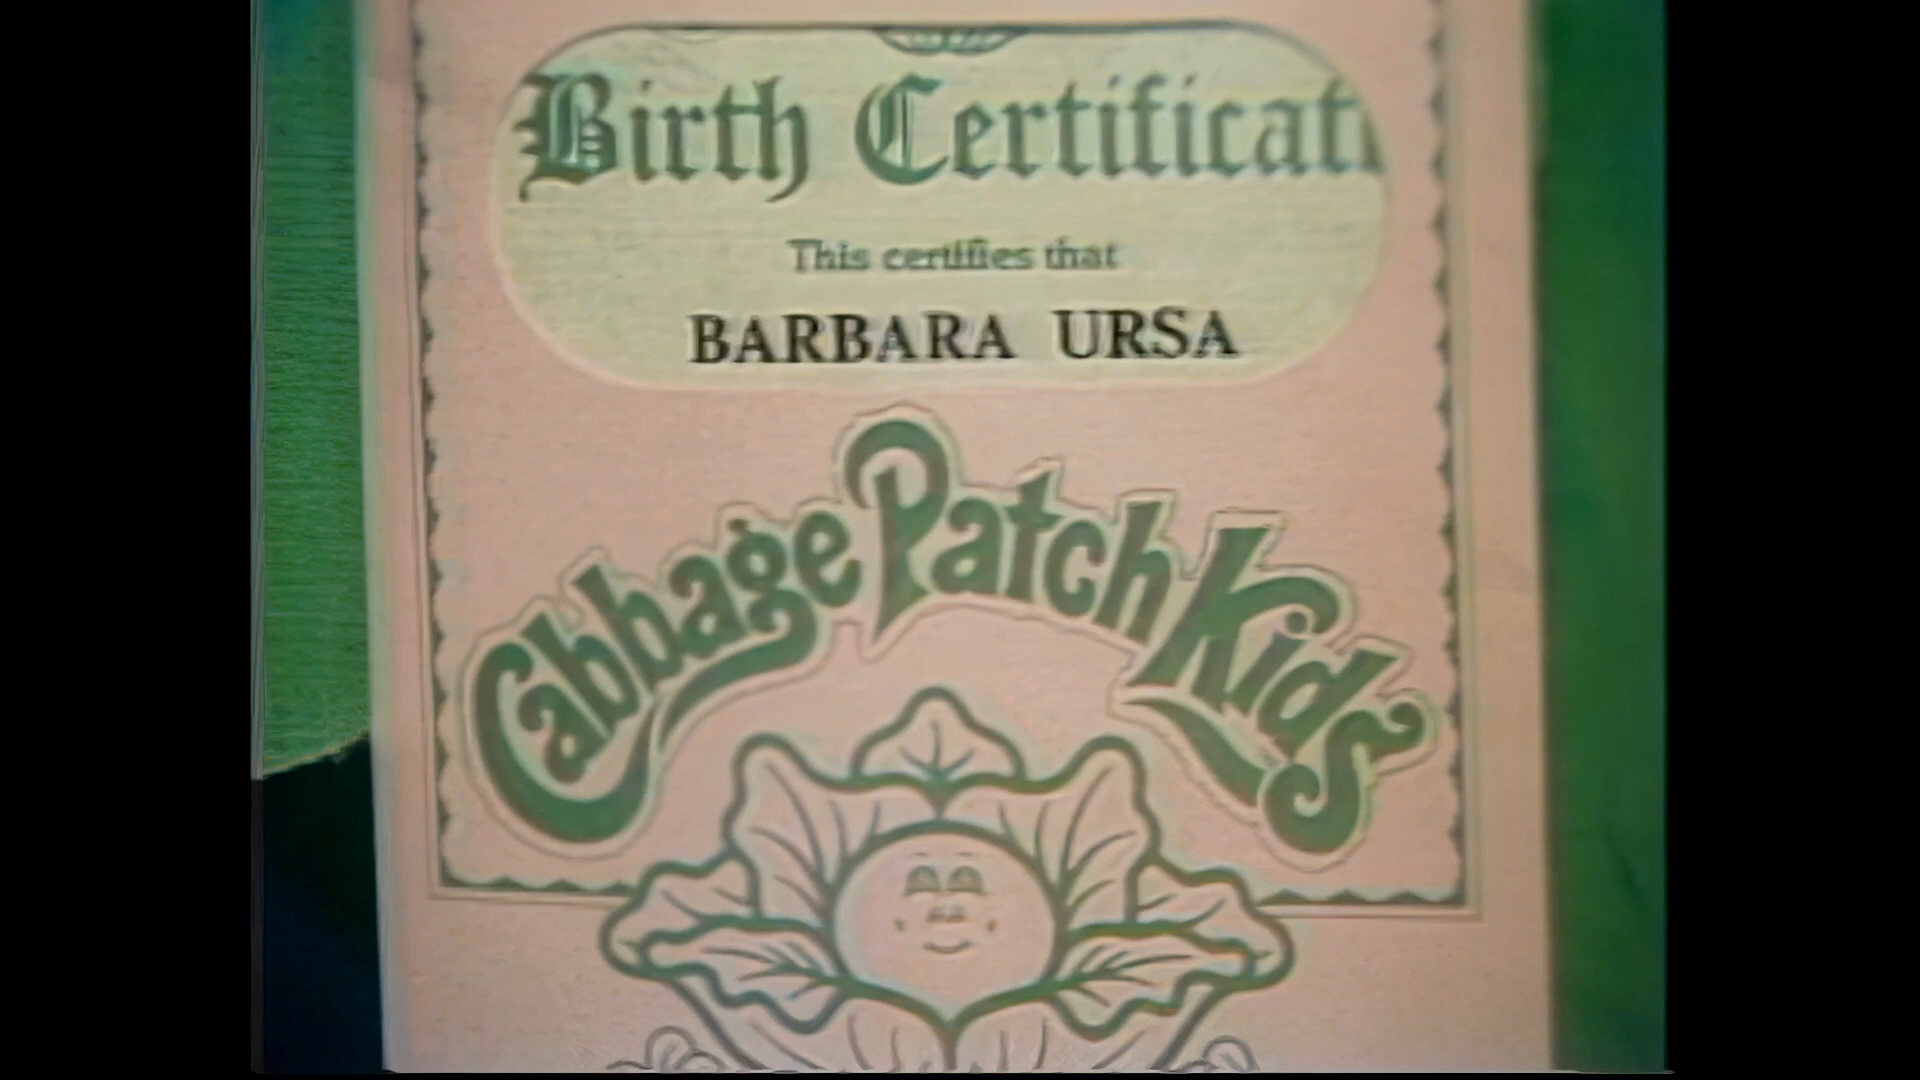 Birth Certificat
This certifies that
BARBARA URSA
Cabbage Patch Kids